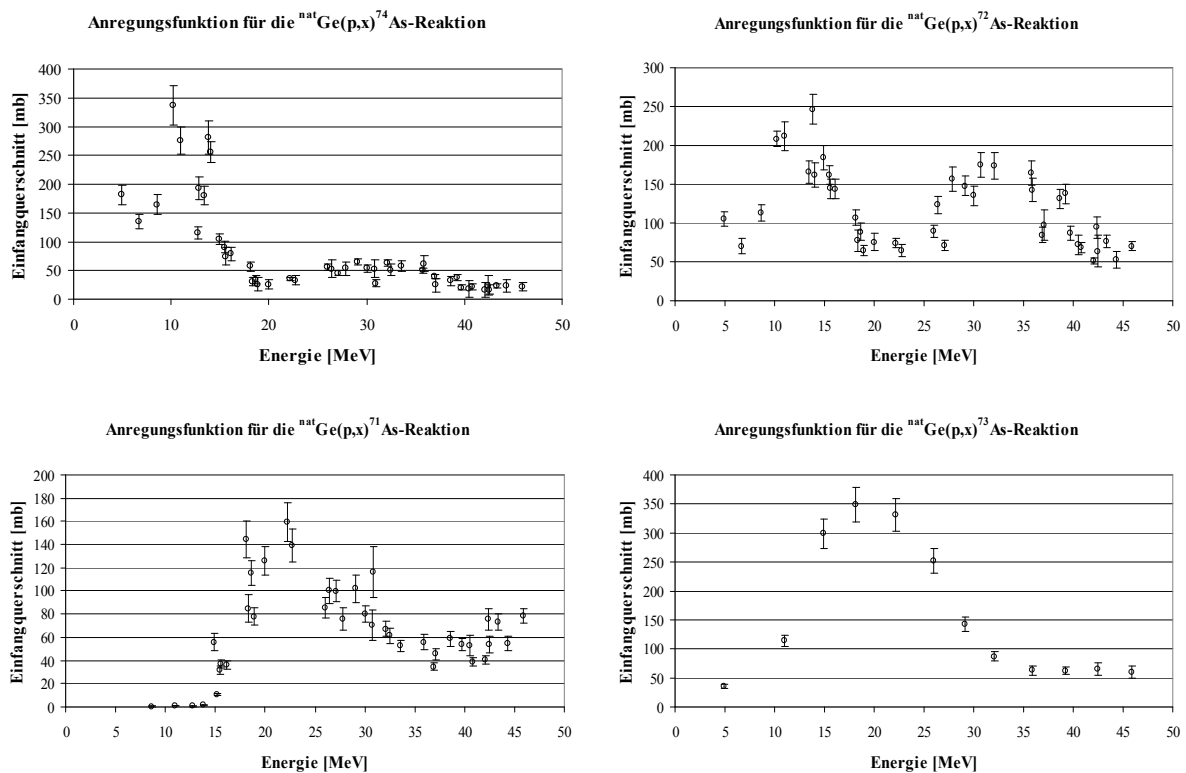 Anregungsfunktion für die ⁿᵃᵗGe(p,x)⁷⁴As-Reaktion
Einfangquerschnitt [mb]
400
350
300
250
200
150
100
50
0
0 10 20 30 40 50
Energie [MeV]
Anregungsfunktion für die ⁿᵃᵗGe(p,x)⁷²As-Reaktion
Einfangquerschnitt [mb]
300
250
200
150
100
50
0
0 5 10 15 20 25 30 35 40 45 50
Energie [MeV]
Anregungsfunktion für die ⁿᵃᵗGe(p,x)⁷¹As-Reaktion
Einfangquerschnitt [mb]
200
180
160
140
120
100
80
60
40
20
0
0 5 10 15 20 25 30 35 40 45 50
Energie [MeV]
Anregungsfunktion für die ⁿᵃᵗGe(p,x)⁷³As-Reaktion
Einfangquerschnitt [mb]
400
350
300
250
200
150
100
50
0
0 5 10 15 20 25 30 35 40 45 50
Energie [MeV]